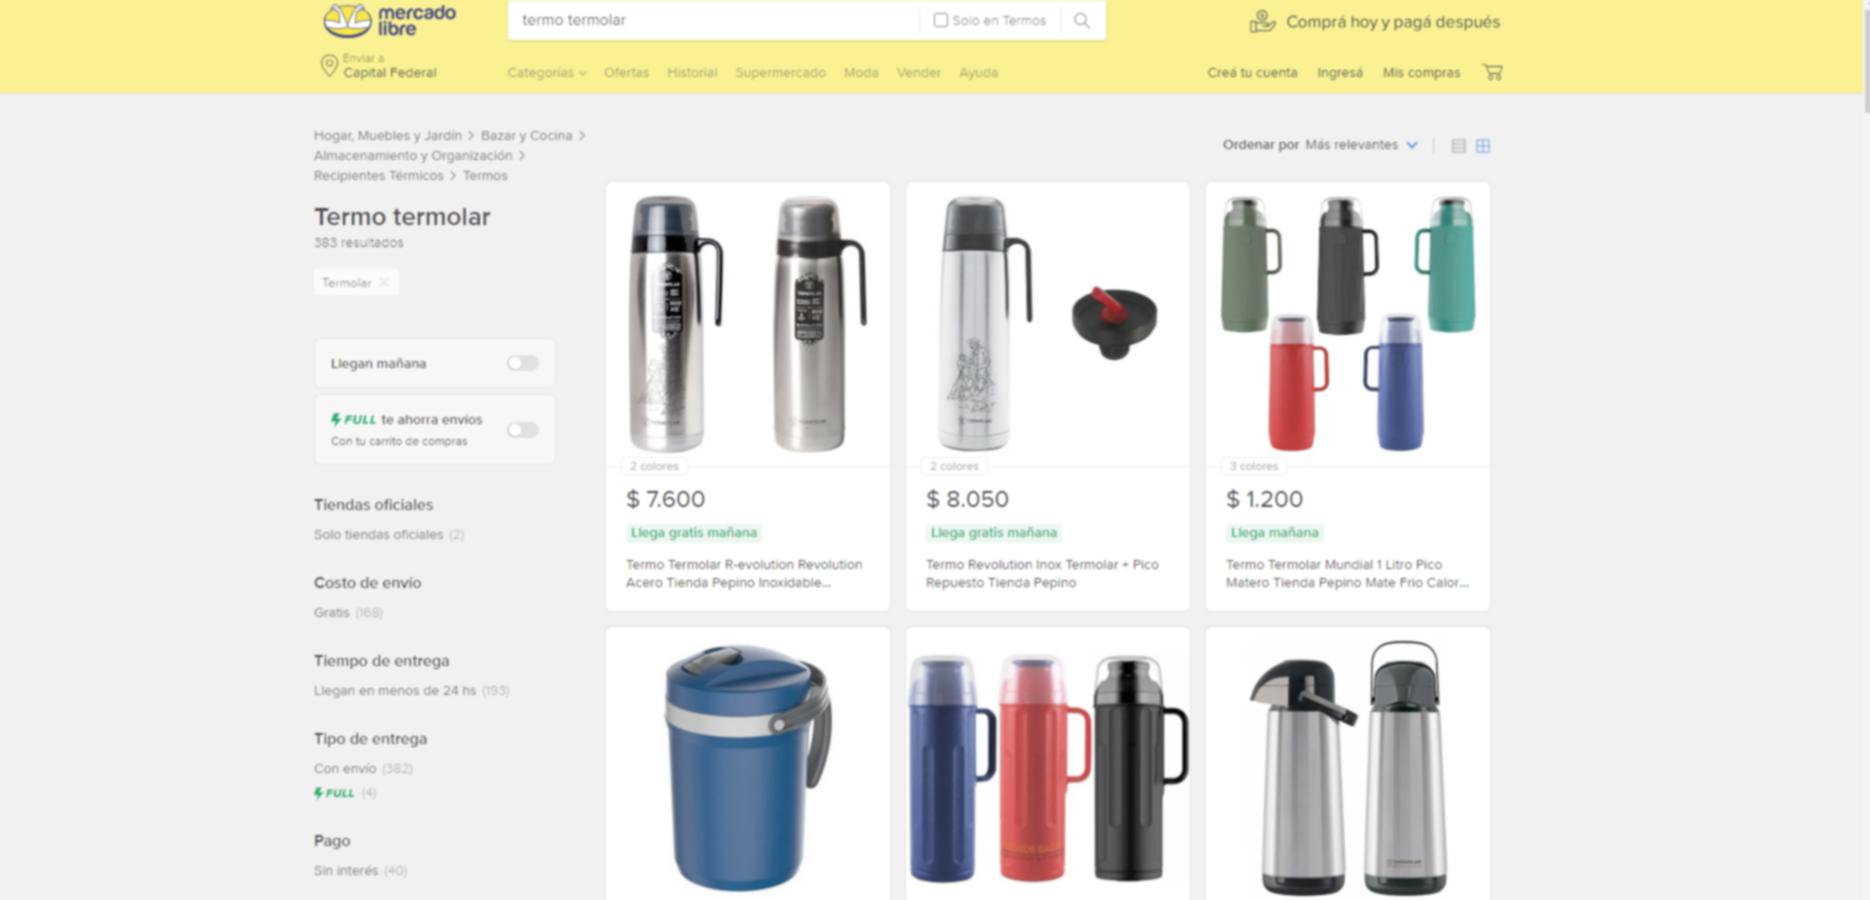 mercado
libre
termo termolar
Solo en Termos
Comprá hoy y pagá después
Enviar a
Capital Federal
Categorías
Ofertas
Historial
Supermercado
Moda
Vender
Ayuda
Creá tu cuenta
Ingresá
Mis compras
Hogar, Muebles y Jardín > Bazar y Cocina >
Almacenamiento y Organización >
Recipientes Térmicos > Termos
Termo termolar
383 resultados
Termolar
Llegan mañana
FULL te ahorra envíos
Con tu carrito de compras
Tiendas oficiales
Solo tiendas oficiales (2)
Costo de envío
Gratis (168)
Tiempo de entrega
Llegan en menos de 24 hs (193)
Tipo de entrega
Con envío (382)
FULL (4)
Pago
Sin interés (40)
Ordenar por Más relevantes
2 colores
$ 7.600
Llega gratis mañana
Termo Termolar R-evolution Revolution
Acero Tienda Pepino Inoxidable...
2 colores
$ 8.050
Llega gratis mañana
Termo Revolution Inox Termolar + Pico
Repuesto Tienda Pepino
3 colores
$ 1.200
Llega mañana
Termo Termolar Mundial 1 Litro Pico
Matero Tienda Pepino Mate Frio Calor...